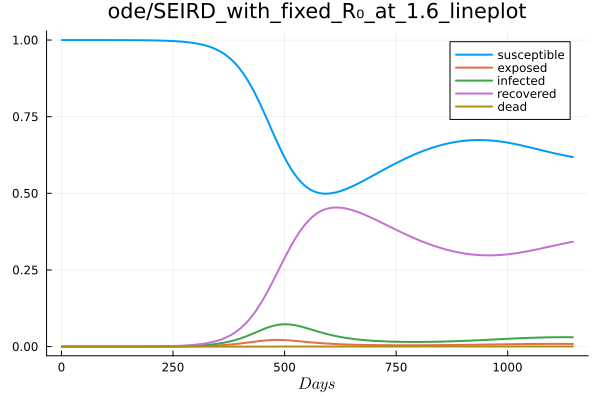 ode/SEIRD_with_fixed_R₀_at_1.6_lineplot
1.00
0.75
0.50
0.25
0.00
susceptible
exposed
infected
recovered
dead
0
250
500
750
1000
Days